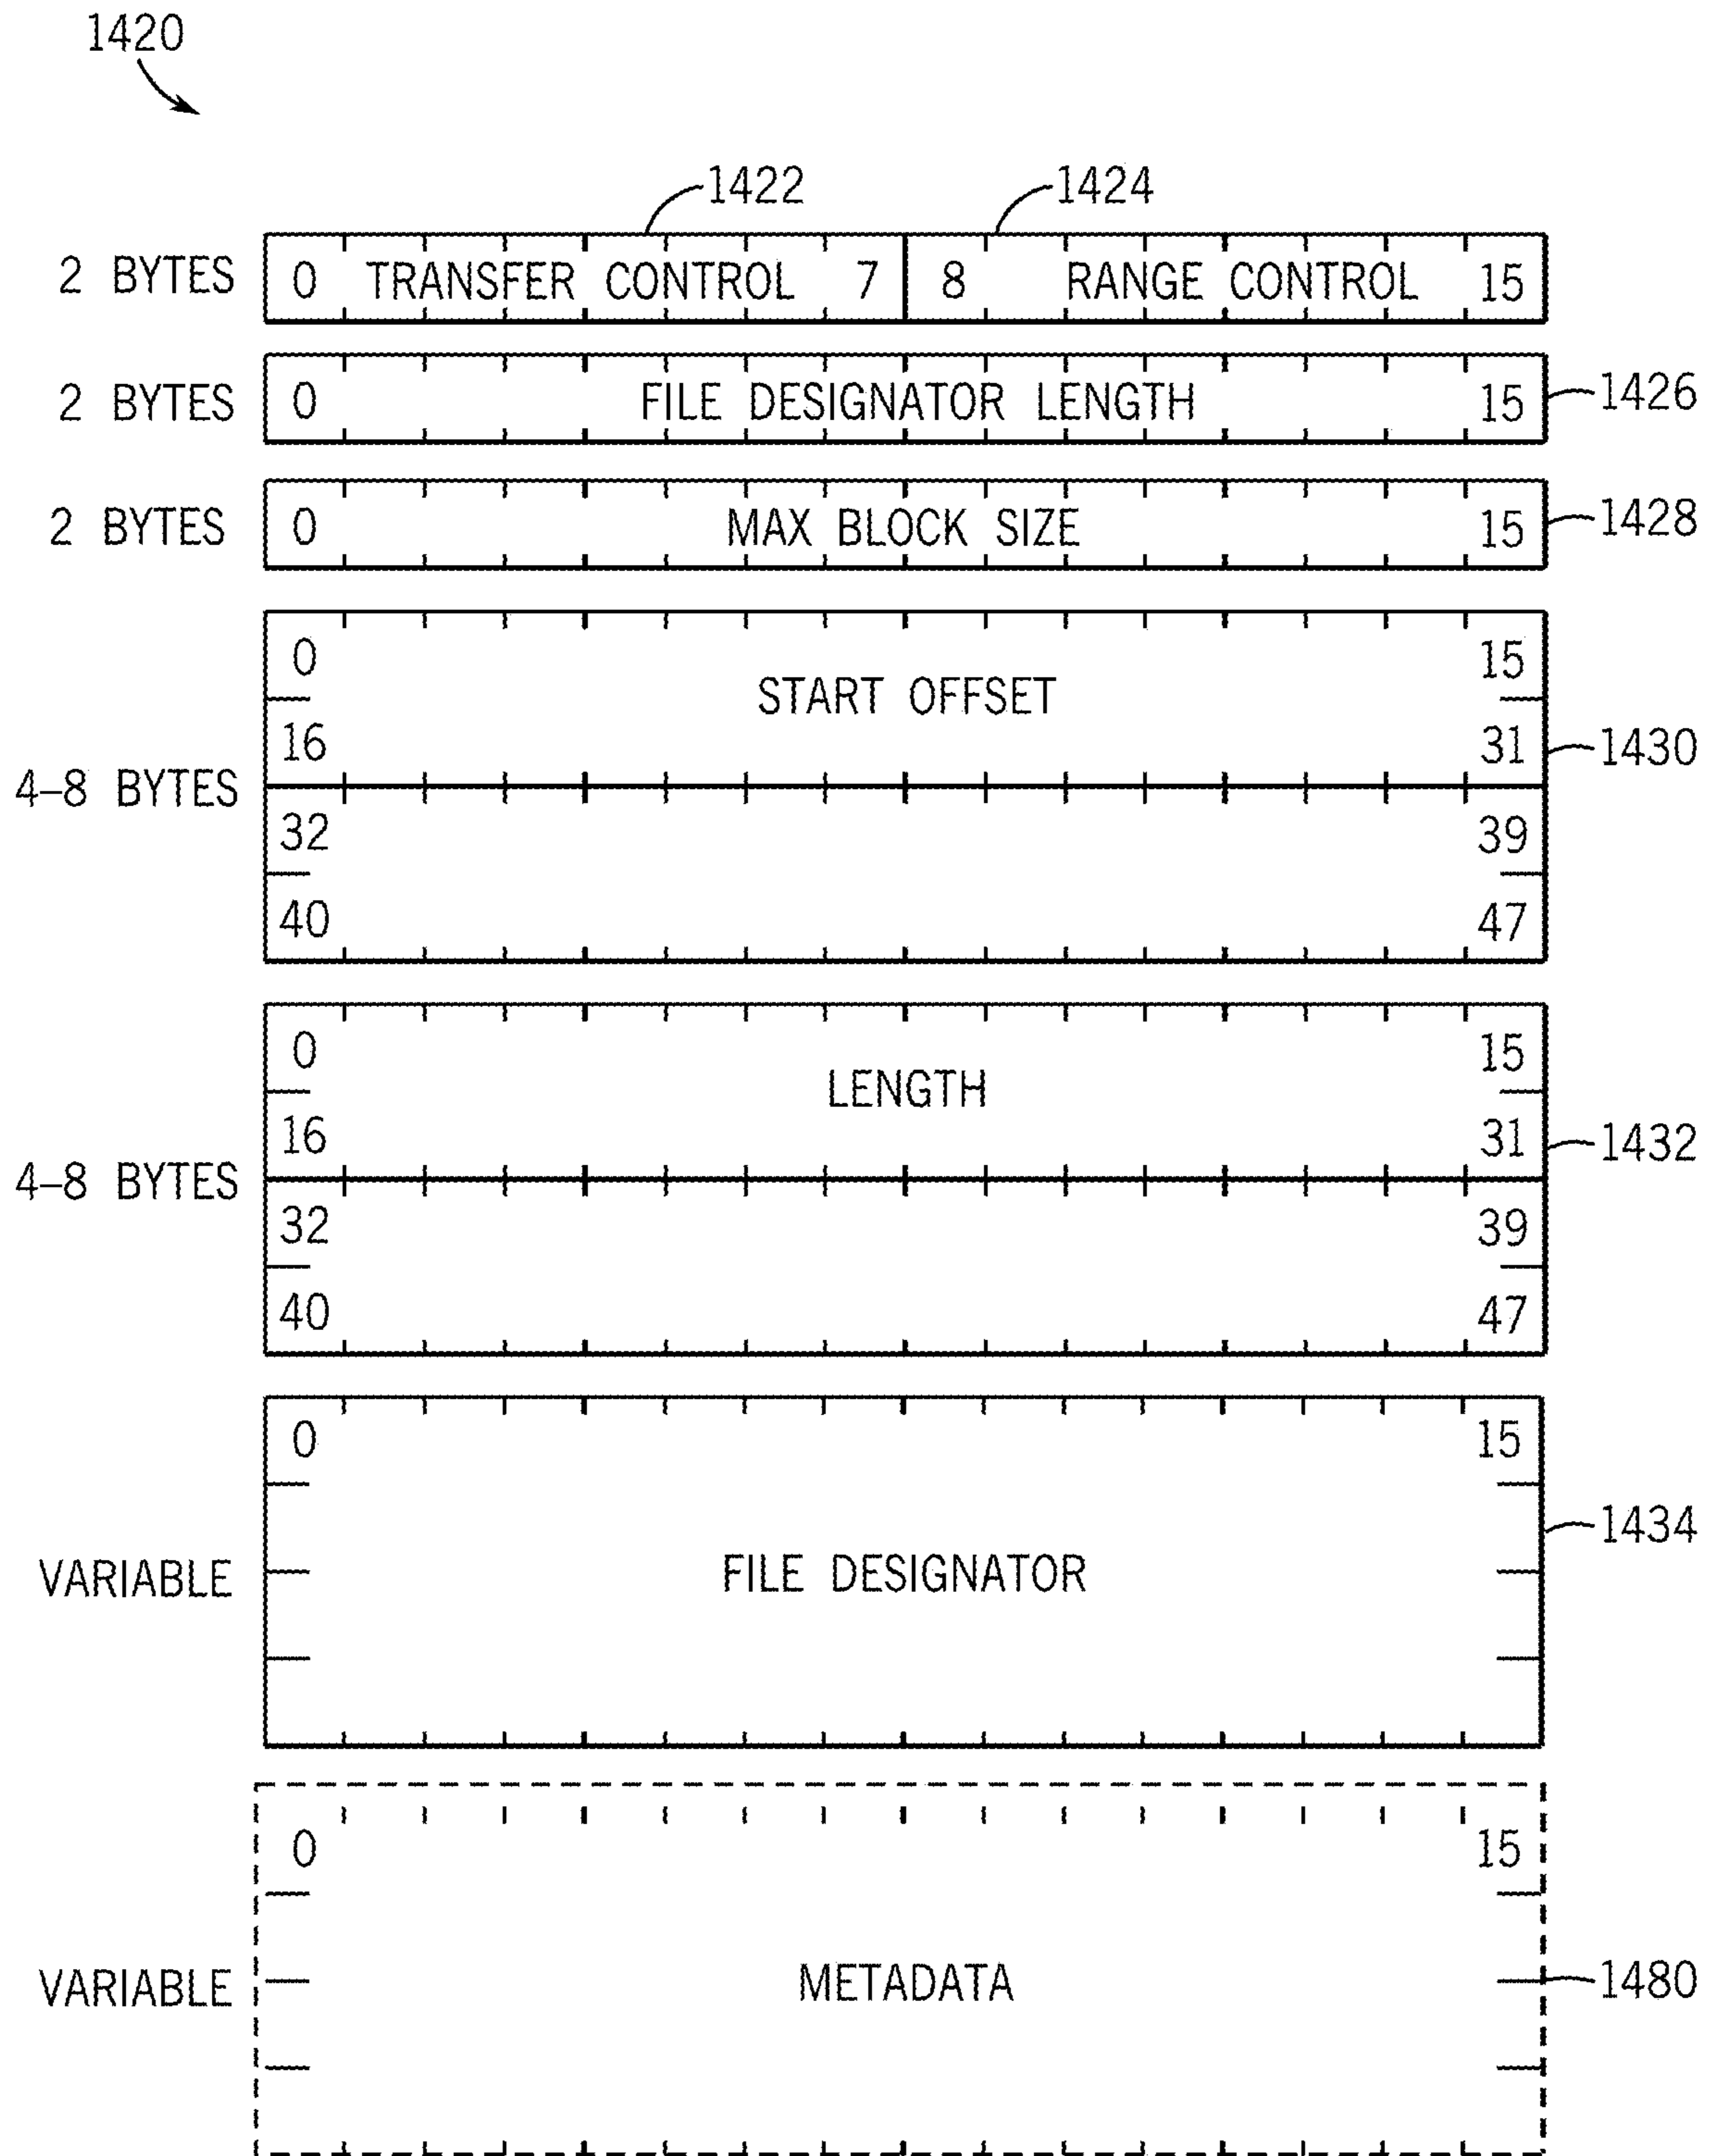 1420
1422 1424
2 BYTES 0 TRANSFER CONTROL 7 8 RANGE CONTROL 15
2 BYTES 0 FILE DESIGNATOR LENGTH 15 1426
2 BYTES 0 MAX BLOCK SIZE 15 1428
0 15
START OFFSET
16 31 1430
4–8 BYTES
32 39
40 47
0 15
LENGTH
16 31 1432
4–8 BYTES
32 39
40 47
0 15
1434
VARIABLE FILE DESIGNATOR
0 15
VARIABLE METADATA 1480